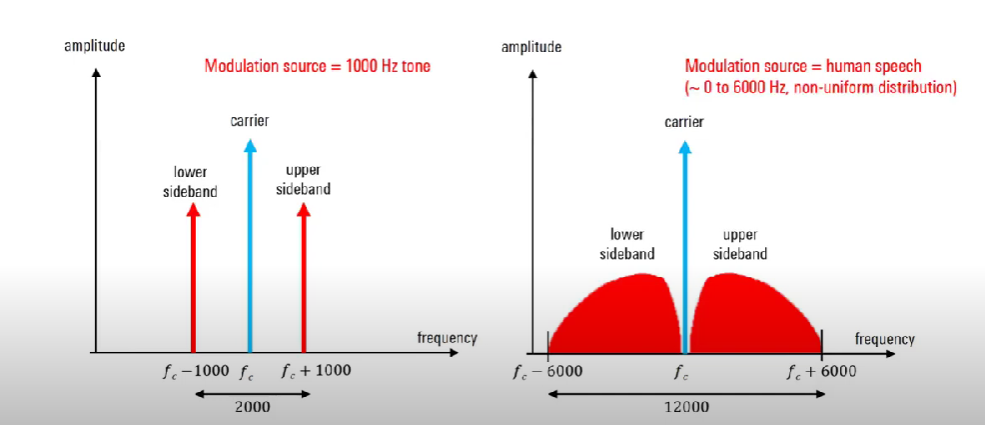 amplitude
Modulation source = 1000 Hz tone
carrier
lower
sideband
upper
sideband
frequency
f_c −1000
f_c
f_c + 1000
2000
amplitude
Modulation source = human speech
(~ 0 to 6000 Hz, non-uniform distribution)
carrier
lower
sideband
upper
sideband
frequency
f_c − 6000
f_c
f_c + 6000
12000